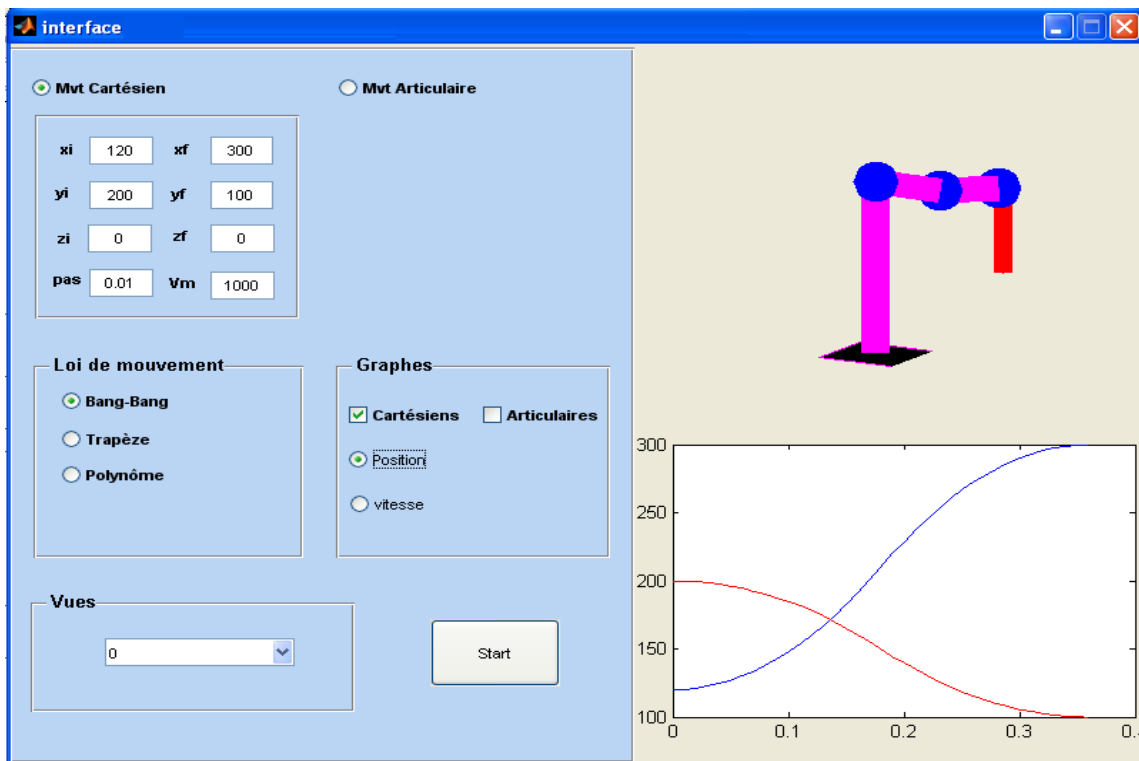 interface
Mvt Cartésien Mvt Articulaire
xi 120 xf 300
yi 200 yf 100
zi 0 zf 0
pas 0.01 Vm 1000
Loi de mouvement
Bang-Bang
Trapèze
Polynôme
Graphes
Cartésiens Articulaires
Position
vitesse
Vues
0
Start
300
250
200
150
100
0 0.1 0.2 0.3